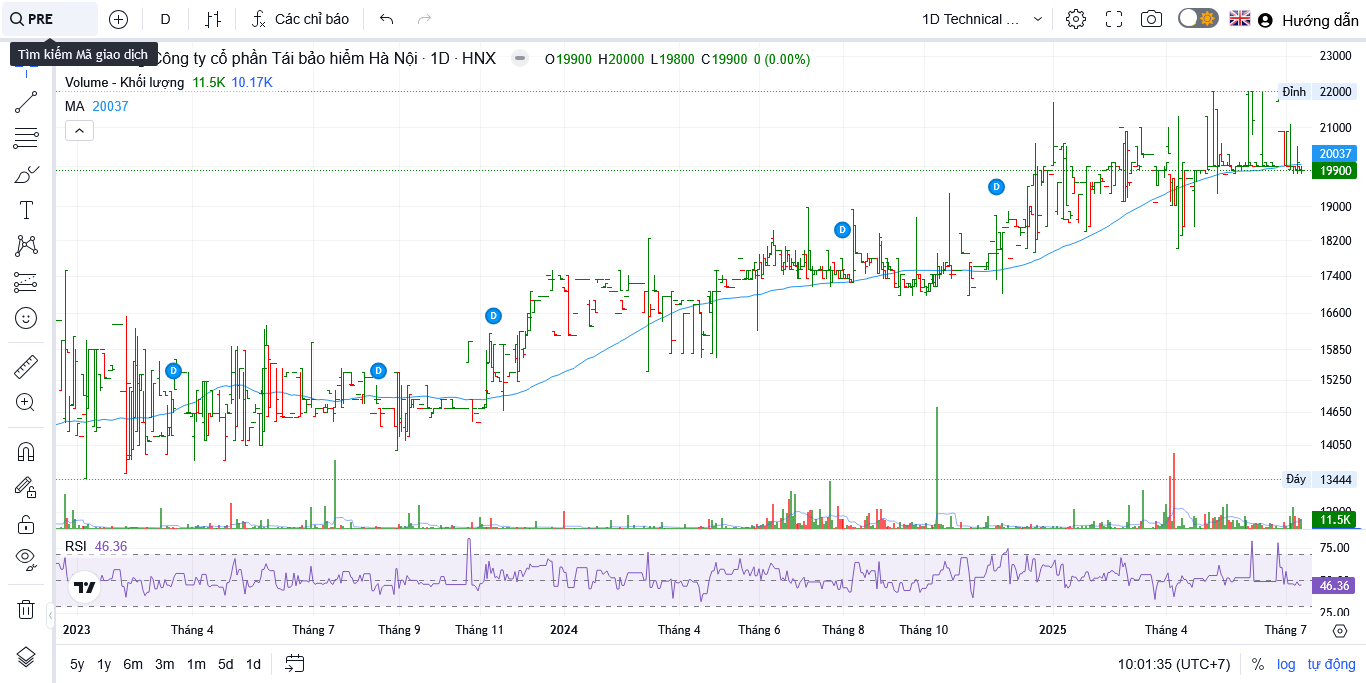 PRE
D
Các chỉ báo
1D Technical ...
Hướng dẫn
Tìm kiếm Mã giao dịch
Công ty cổ phần Tái bảo hiểm Hà Nội · 1D · HNX
O19900 H20000 L19800 C19900 0 (0.00%)
Volume - Khối lượng 11.5K 10.17K
MA 20037
23000
Đỉnh 22000
21000
20037
19900
19000
18200
17400
16600
15850
15250
14650
14050
Đáy 13444
11.5K
D
D
D
D
D
RSI 46.36
75.00
46.36
25.00
2023
Tháng 4
Tháng 7
Tháng 9
Tháng 11
2024
Tháng 4
Tháng 6
Tháng 8
Tháng 10
2025
Tháng 4
Tháng 7
5y 1y 6m 3m 1m 5d 1d
10:01:35 (UTC+7)
% log tự động